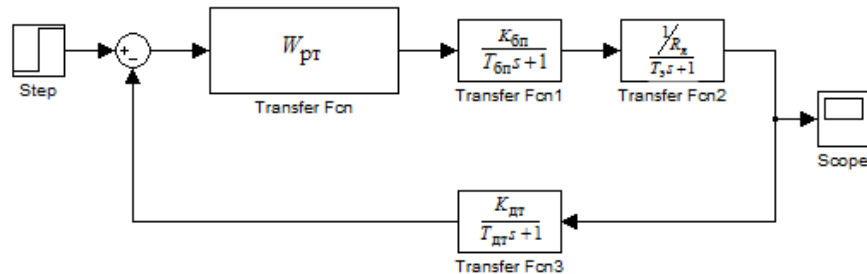 Step
+
−
W_рт
Transfer Fcn
K_бп
T_бп s+1
Transfer Fcn1
1/R_я
T_э s+1
Transfer Fcn2
Scope
K_дт
T_дт s+1
Transfer Fcn3